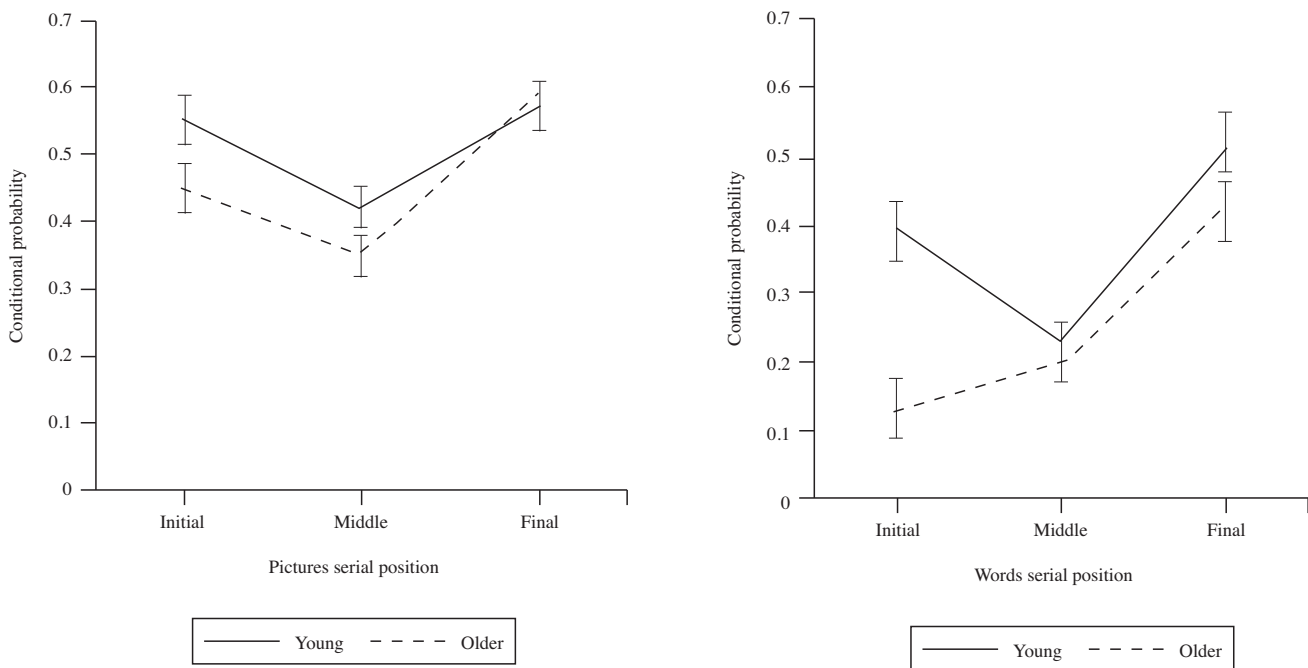 0.7
0.6
0.5
0.4
0.3
0.2
0.1
0
Conditional probability
Initial Middle Final
Pictures serial position
Young Older
0.7
0.6
0.5
0.4
0.3
0.2
0.1
0
Conditional probability
Initial Middle Final
Words serial position
Young Older